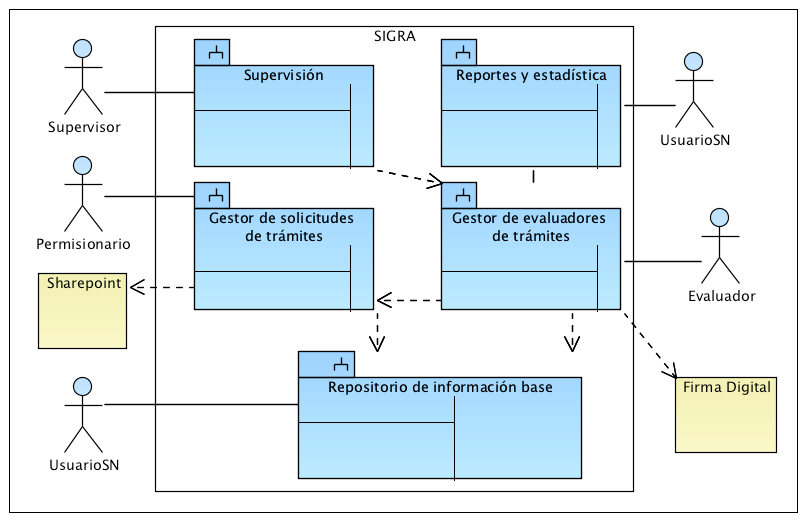 SIGRA
Supervisión
Reportes y estadística
Supervisor
UsuarioSN
Gestor de solicitudes
de trámites
Gestor de evaluadores
de trámites
Permisionario
Sharepoint
Evaluador
Repositorio de información base
Firma Digital
UsuarioSN